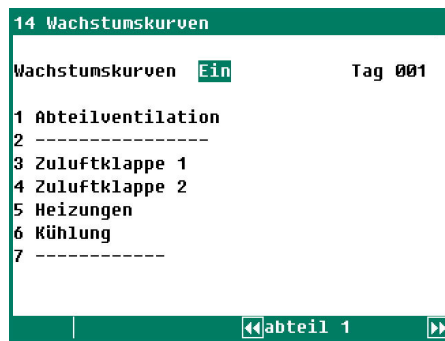 14 Wachstumskurven
Wachstumskurven Ein Tag 001
1 Abteilventilation
2 ----------------
3 Zuluftklappe 1
4 Zuluftklappe 2
5 Heizungen
6 Kühlung
7 ------------
abteil 1